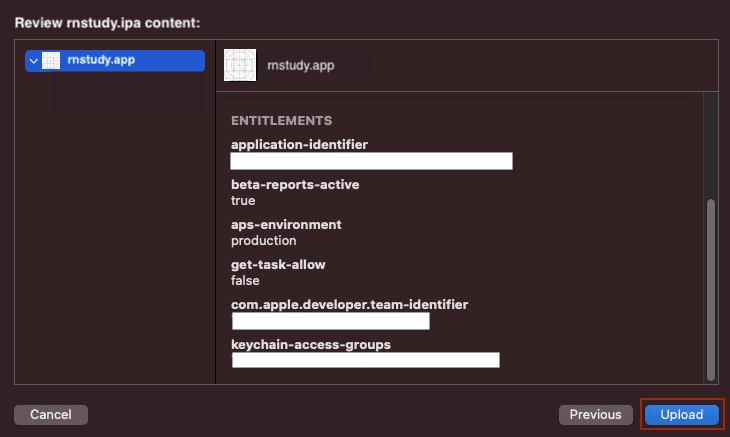 Review rnstudy.ipa content:
rnstudy.app
rnstudy.app
ENTITLEMENTS
application-identifier
beta-reports-active
true
aps-environment
production
get-task-allow
false
com.apple.developer.team-identifier
keychain-access-groups
Cancel
Previous
Upload